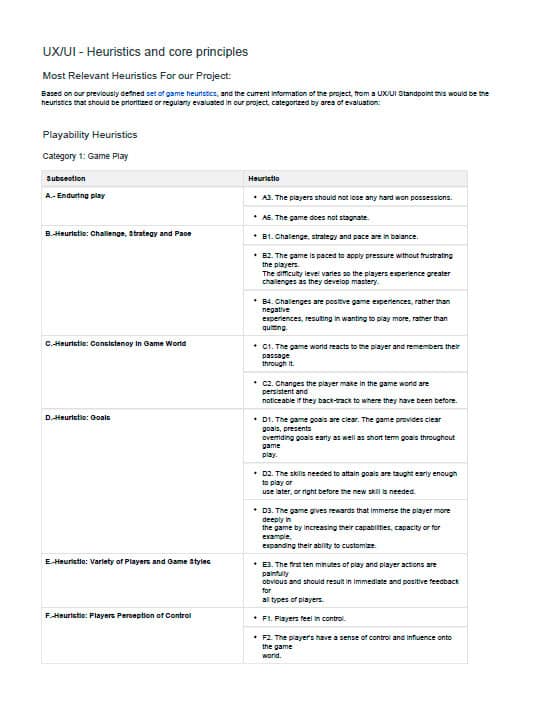 UX/UI - Heuristics and core principles
Most Relevant Heuristics For our Project:
Based on our previously defined set of game heuristics, and the current information of the project, from a UX/UI Standpoint this would be the
heuristics that should be prioritized or regularly evaluated in our project, categorized by area of evaluation:
Playability Heuristics
Category 1: Game Play
Subsection Heuristic
A.- Enduring play
• A3. The players should not lose any hard won possessions.
• A6. The game does not stagnate.
B.-Heuristic: Challenge, Strategy and Pace
• B1. Challenge, strategy and pace are in balance.
• B2. The game is paced to apply pressure without frustrating
the players.
The difficulty level varies so the players experience greater
challenges as they develop mastery.
• B4. Challenges are positive game experiences, rather than
negative
experiences, resulting in wanting to play more, rather than
quitting.
C.-Heuristic: Consistency in Game World
• C1. The game world reacts to the player and remembers their
passage
through it.
• C2. Changes the player make in the game world are
persistent and
noticeable if they back-track to where they have been before.
D.-Heuristic: Goals
• D1. The game goals are clear. The game provides clear
goals, presents
overriding goals early as well as short term goals throughout
game
play.
• D2. The skills needed to attain goals are taught early enough
to play or
use later, or right before the new skill is needed.
• D3. The game gives rewards that immerse the player more
deeply in
the game by increasing their capabilities, capacity or for
example,
expanding their ability to customize.
E.-Heuristic: Variety of Players and Game Styles
• E3. The first ten minutes of play and player actions are
painfully
obvious and should result in immediate and positive feedback
for
all types of players.
F.-Heuristic: Players Perception of Control
• F1. Players feel in control.
• F2. The player's have a sense of control and influence onto
the game
world.